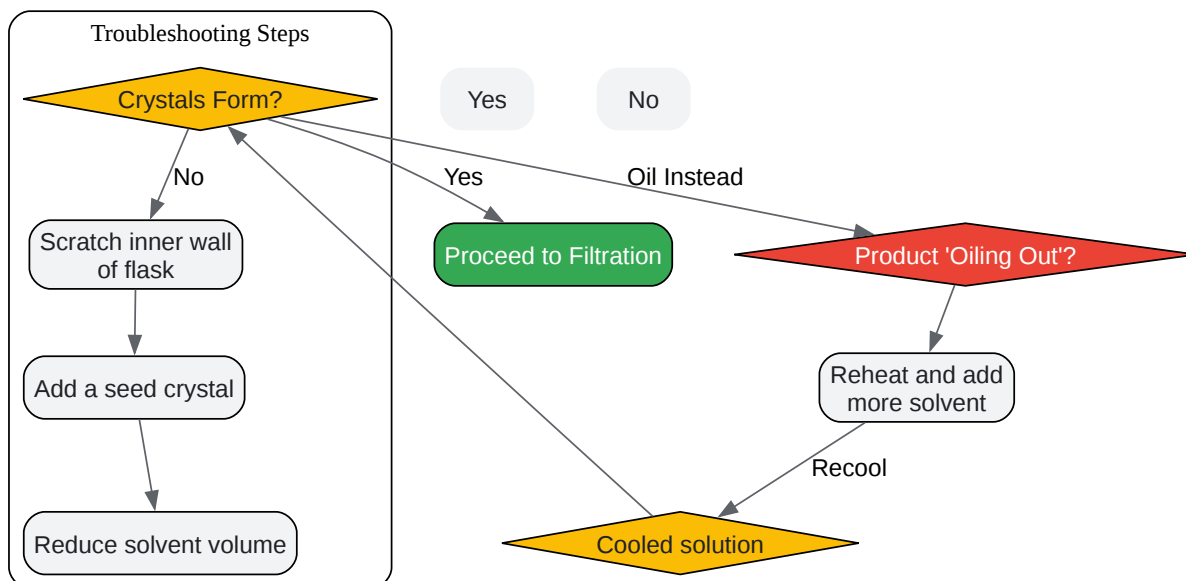 Troubleshooting Steps
Crystals Form?
Yes
No
No
Yes
Oil Instead
Scratch inner wall
of flask
Proceed to Filtration
Product 'Oiling Out'?
Add a seed crystal
Reheat and add
more solvent
Recool
Reduce solvent volume
Cooled solution